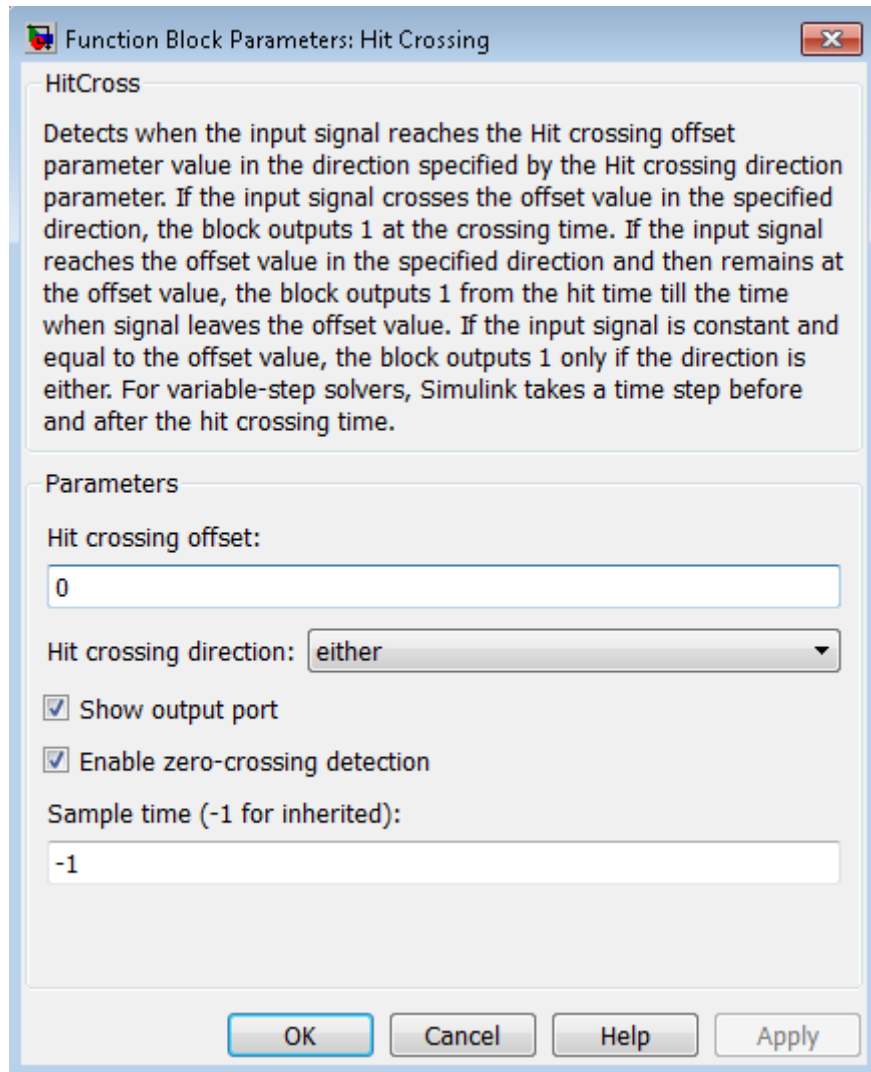 Function Block Parameters: Hit Crossing
HitCross
Detects when the input signal reaches the Hit crossing offset
parameter value in the direction specified by the Hit crossing direction
parameter. If the input signal crosses the offset value in the specified
direction, the block outputs 1 at the crossing time. If the input signal
reaches the offset value in the specified direction and then remains at
the offset value, the block outputs 1 from the hit time till the time
when signal leaves the offset value. If the input signal is constant and
equal to the offset value, the block outputs 1 only if the direction is
either. For variable-step solvers, Simulink takes a time step before
and after the hit crossing time.
Parameters
Hit crossing offset:
0
Hit crossing direction: either
Show output port
Enable zero-crossing detection
Sample time (-1 for inherited):
-1
OK Cancel Help Apply